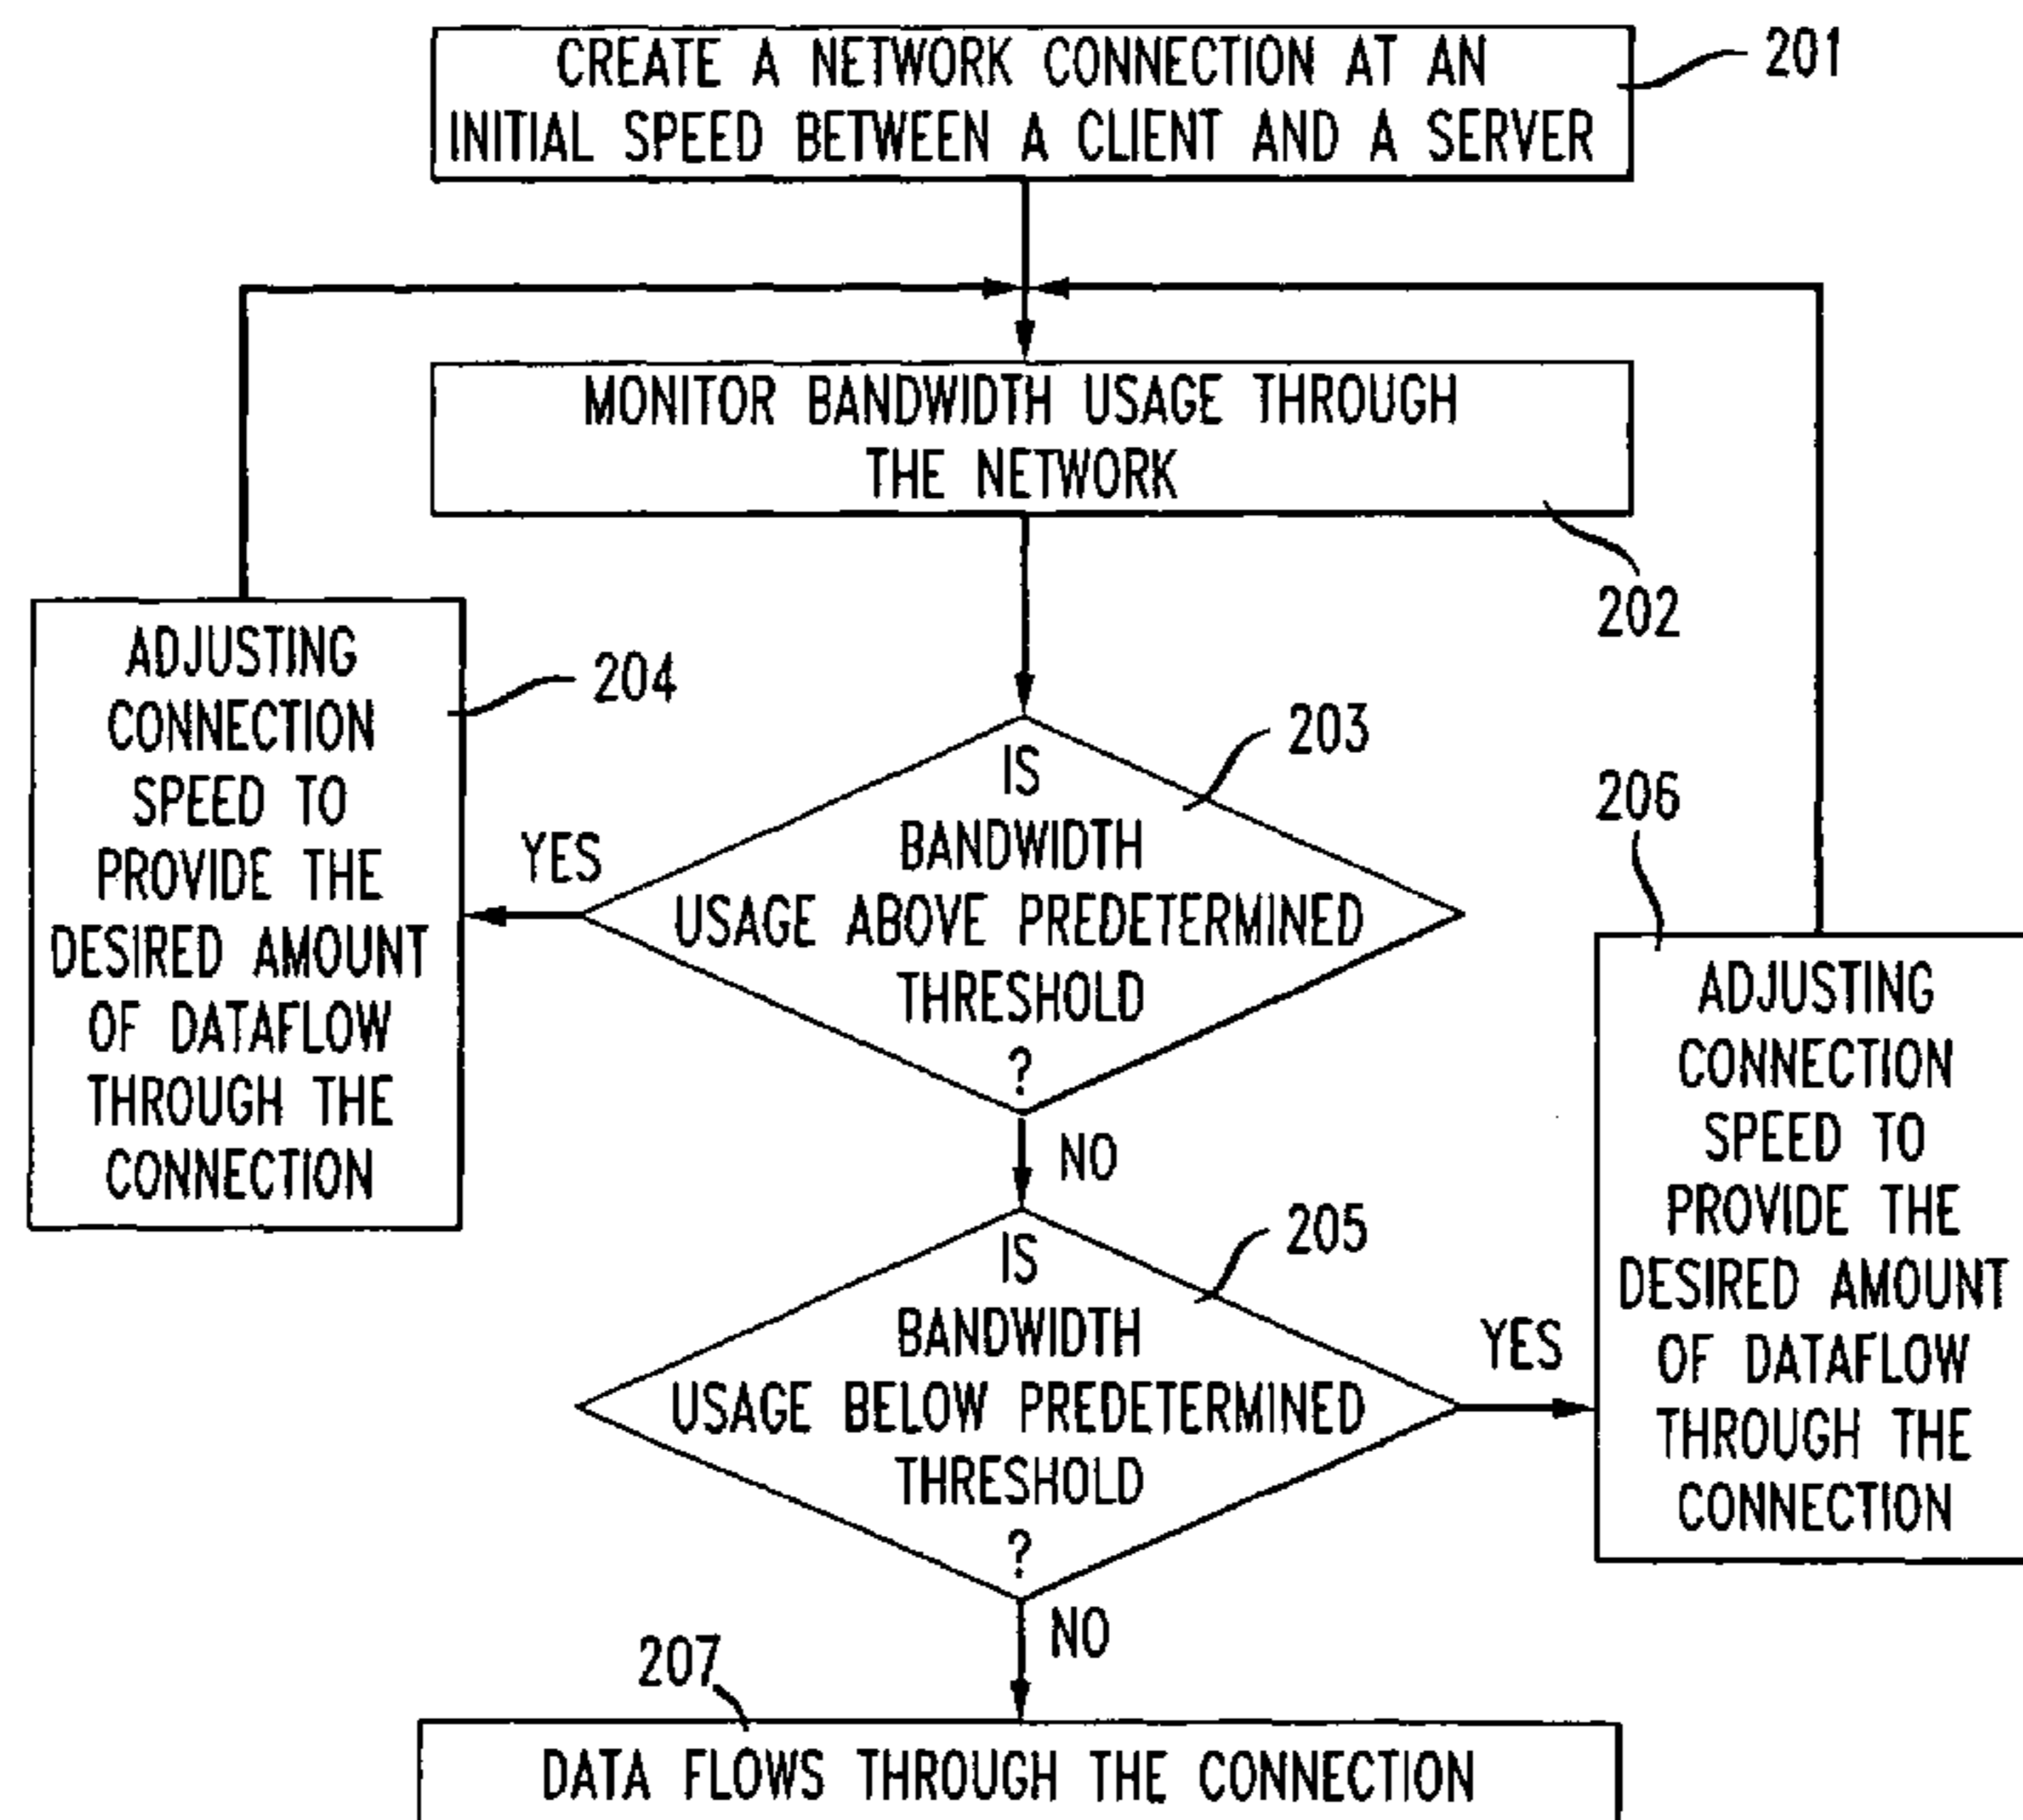 CREATE A NETWORK CONNECTION AT AN
INITIAL SPEED BETWEEN A CLIENT AND A SERVER
201
MONITOR BANDWIDTH USAGE THROUGH
THE NETWORK
202
ADJUSTING
CONNECTION
SPEED TO
PROVIDE THE
DESIRED AMOUNT
OF DATAFLOW
THROUGH THE
CONNECTION
204
YES
IS
BANDWIDTH
USAGE ABOVE PREDETERMINED
THRESHOLD
?
203
NO
IS
BANDWIDTH
USAGE BELOW PREDETERMINED
THRESHOLD
?
205
YES
206
ADJUSTING
CONNECTION
SPEED TO
PROVIDE THE
DESIRED AMOUNT
OF DATAFLOW
THROUGH THE
CONNECTION
NO
207
DATA FLOWS THROUGH THE CONNECTION